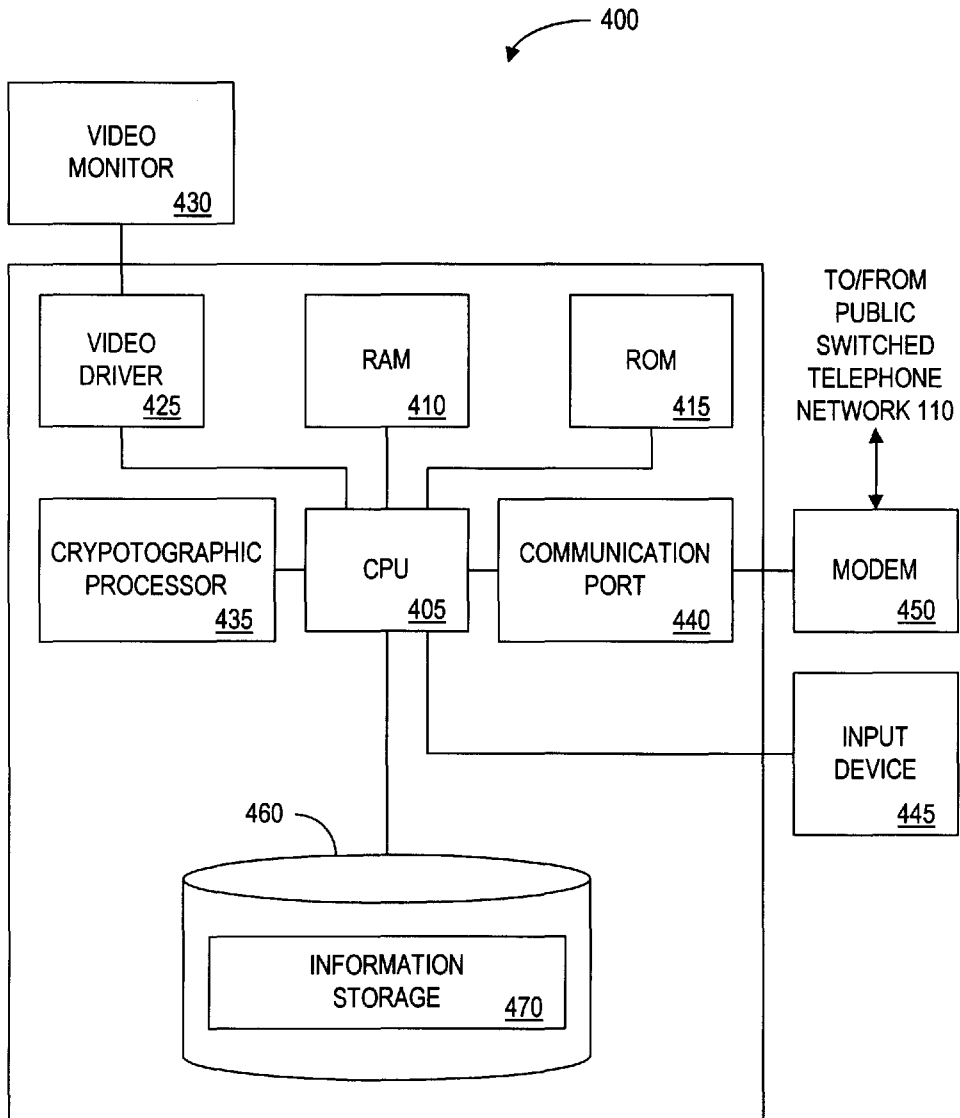 400
VIDEO
MONITOR
430
VIDEO
DRIVER
425
RAM
410
ROM
415
TO/FROM
PUBLIC
SWITCHED
TELEPHONE
NETWORK 110
CRYPOTOGRAPHIC
PROCESSOR
435
CPU
405
COMMUNICATION
PORT
440
MODEM
450
INPUT
DEVICE
445
460
INFORMATION
STORAGE
470